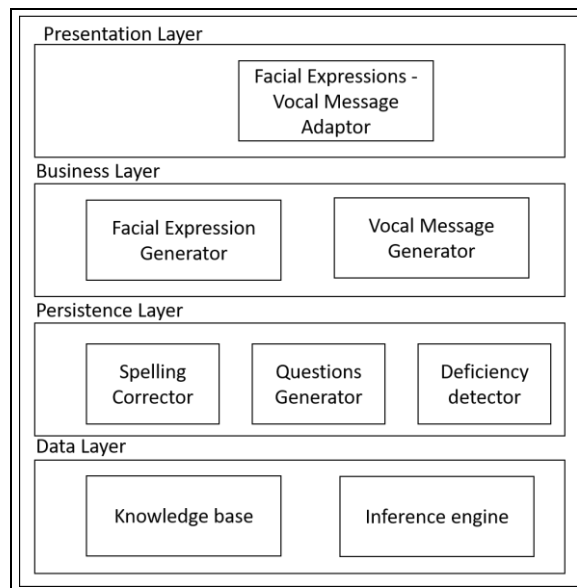 Presentation Layer
Facial Expressions -
Vocal Message
Adaptor
Business Layer
Facial Expression
Generator
Vocal Message
Generator
Persistence Layer
Spelling
Corrector
Questions
Generator
Deficiency
detector
Data Layer
Knowledge base
Inference engine